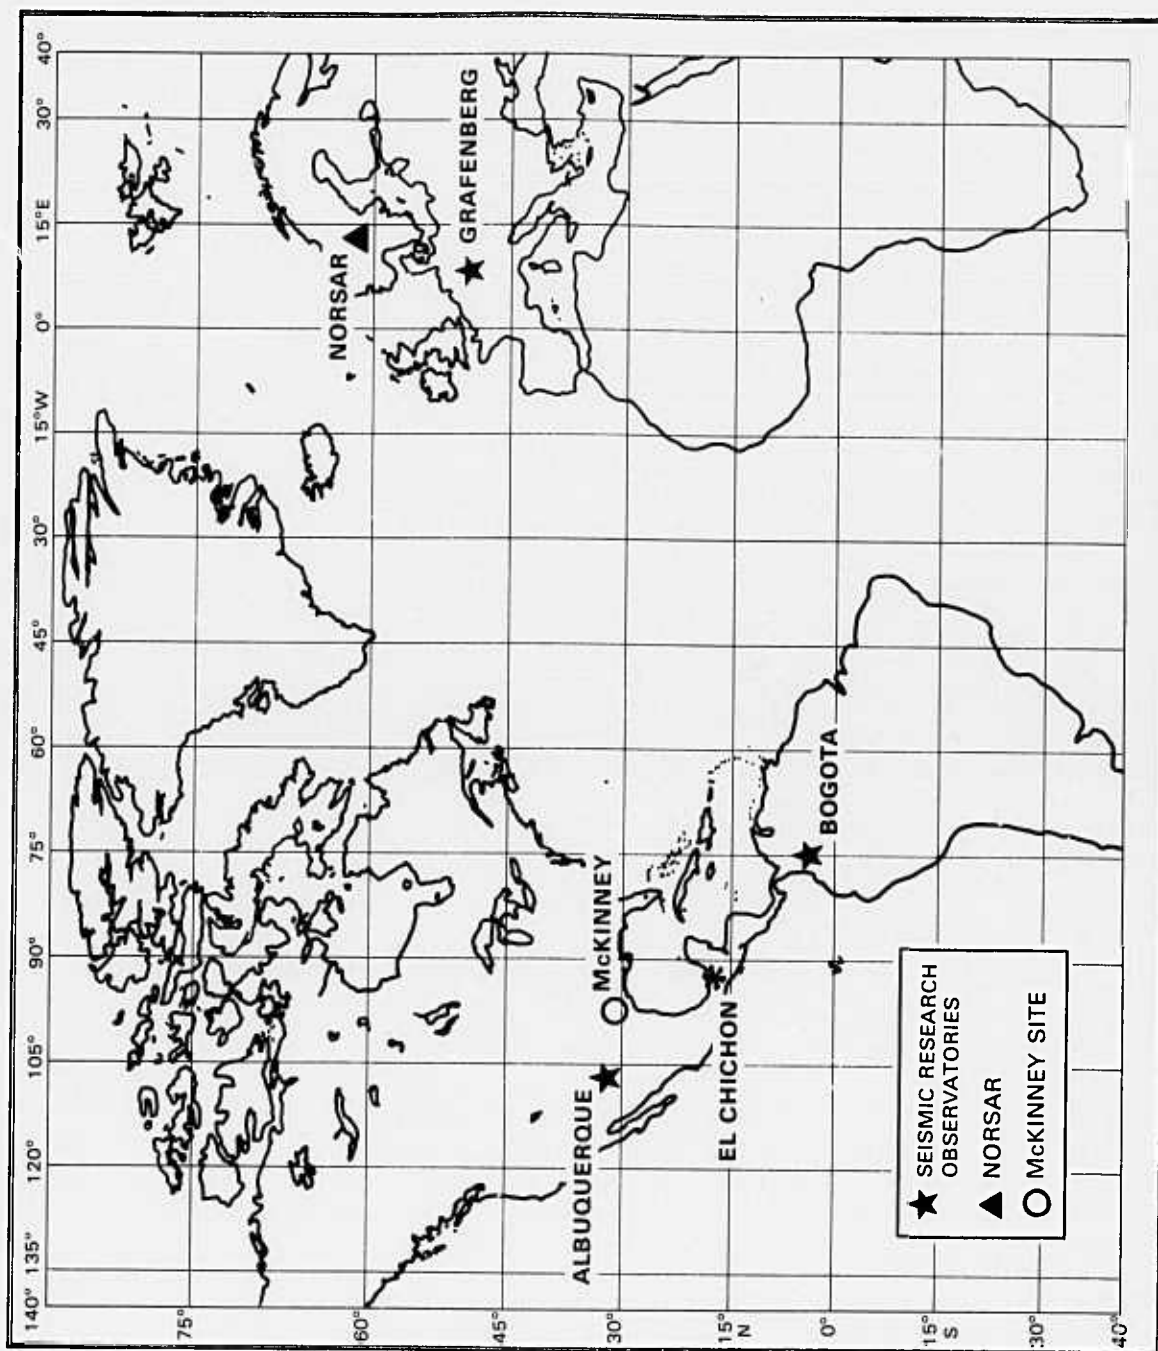 140°
135°
120°
105°
90°
75°
60°
45°
30°
15°W
0°
15°E
30°
40°
75°
60°
45°
30°
15°
N
0°
15°
S
30°
40°
NORSAR
GRAFENBERG
ALBUQUERQUE
McKINNEY
EL CHICHON
BOGOTA
SEISMIC RESEARCH
OBSERVATORIES
NORSAR
McKINNEY SITE